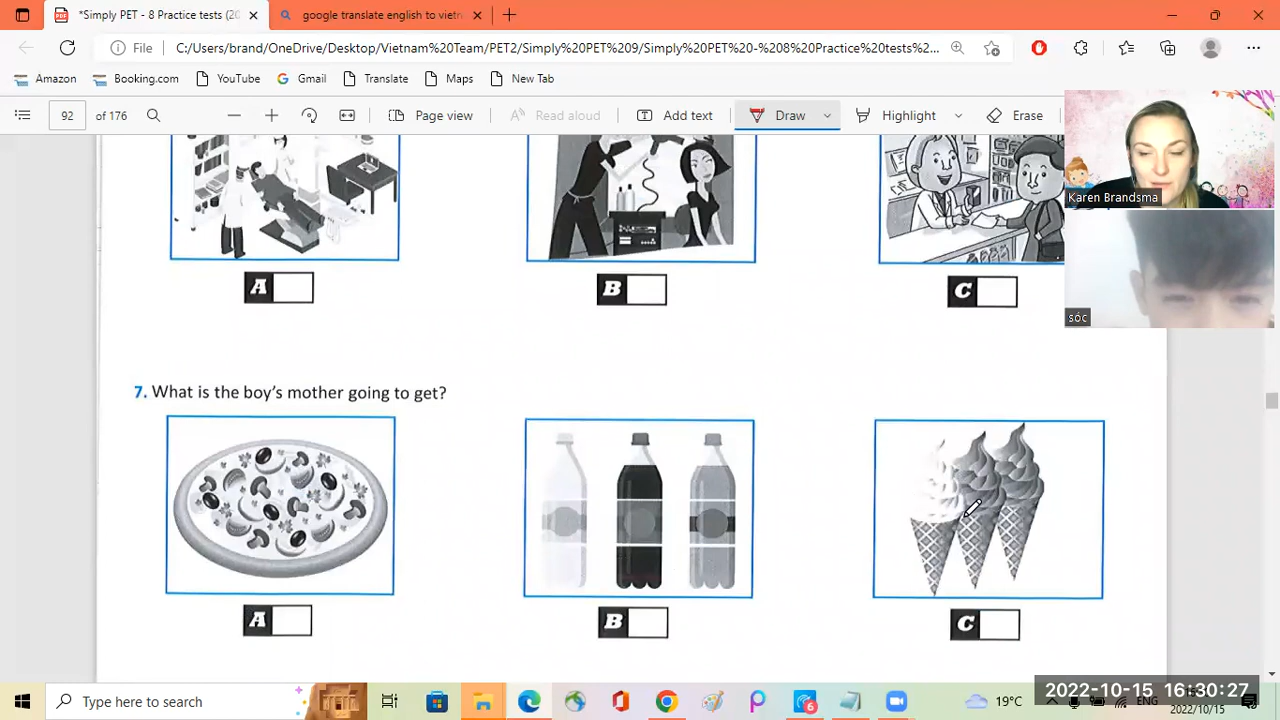 *Simply PET - 8 Practice tests (20
google translate english to vietn
File
C:/Users/brand/OneDrive/Desktop/Vietnam%20Team/PET2/Simply%20PET%209/Simply%20PET%20-%208%20Practice%20tests%2...
Amazon
Booking.com
YouTube
Gmail
Translate
Maps
New Tab
92 of 176
Page view
Read aloud
Add text
Draw
Highlight
Erase
Karen Brandsma
sóc
A
B
C
7. What is the boy's mother going to get?
A
B
C
Type here to search
6
19°C
ENG
2022-10-15 16:30:27
2022/10/15